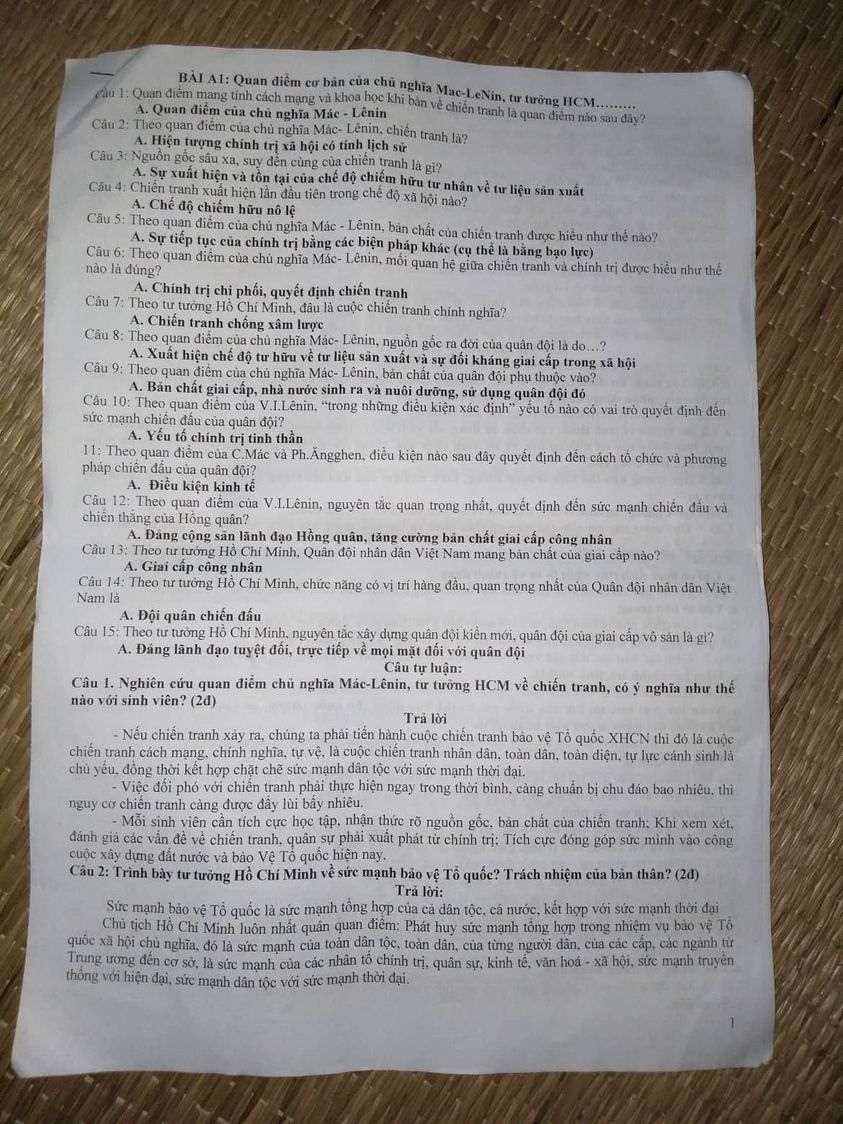 BÀI A1: Quan điểm cơ bản của chủ nghĩa Mac-LeNin, tư tưởng HCM.........
Câu 1: Quan điểm mang tính cách mạng và khoa học khi bàn về chiến tranh là quan điểm nào sau đây?
A. Quan điểm của chủ nghĩa Mác - Lênin
Câu 2: Theo quan điểm của chủ nghĩa Mác- Lênin, chiến tranh là?
A. Hiện tượng chính trị xã hội có tính lịch sử
Câu 3: Nguồn gốc sâu xa, suy đến cùng của chiến tranh là gì?
A. Sự xuất hiện và tồn tại của chế độ chiếm hữu tư nhân về tư liệu sản xuất
Câu 4: Chiến tranh xuất hiện lần đầu tiên trong chế độ xã hội nào?
A. Chế độ chiếm hữu nô lệ
Câu 5: Theo quan điểm của chủ nghĩa Mác - Lênin, bản chất của chiến tranh được hiểu như thế nào?
A. Sự tiếp tục của chính trị bằng các biện pháp khác (cụ thể là bằng bạo lực)
Câu 6: Theo quan điểm của chủ nghĩa Mác- Lênin, mối quan hệ giữa chiến tranh và chính trị được hiểu như thế
nào là đúng?
A. Chính trị chi phối, quyết định chiến tranh
Câu 7: Theo tư tưởng Hồ Chí Minh, đâu là cuộc chiến tranh chính nghĩa?
A. Chiến tranh chống xâm lược
Câu 8: Theo quan điểm của chủ nghĩa Mác- Lênin, nguồn gốc ra đời của quân đội là do…?
A. Xuất hiện chế độ tư hữu về tư liệu sản xuất và sự đối kháng giai cấp trong xã hội
Câu 9: Theo quan điểm của chủ nghĩa Mác- Lênin, bản chất của quân đội phụ thuộc vào?
A. Bản chất giai cấp, nhà nước sinh ra và nuôi dưỡng, sử dụng quân đội đó
Câu 10: Theo quan điểm của V.I.Lênin, “trong những điều kiện xác định” yếu tố nào có vai trò quyết định đến
sức mạnh chiến đấu của quân đội?
A. Yếu tố chính trị tinh thần
11: Theo quan điểm của C.Mác và Ph.Ăngghen, điều kiện nào sau đây quyết định đến cách tổ chức và phương
pháp chiến đấu của quân đội?
A. Điều kiện kinh tế
Câu 12: Theo quan điểm của V.I.Lênin, nguyên tắc quan trọng nhất, quyết định đến sức mạnh chiến đấu và
chiến thắng của Hồng quân?
A. Đảng cộng sản lãnh đạo Hồng quân, tăng cường bản chất giai cấp công nhân
Câu 13: Theo tư tưởng Hồ Chí Minh, Quân đội nhân dân Việt Nam mang bản chất của giai cấp nào?
A. Giai cấp công nhân
Câu 14: Theo tư tưởng Hồ Chí Minh, chức năng có vị trí hàng đầu, quan trọng nhất của Quân đội nhân dân Việt
Nam là
A. Đội quân chiến đấu
Câu 15: Theo tư tưởng Hồ Chí Minh, nguyên tắc xây dựng quân đội kiểu mới, quân đội của giai cấp vô sản là gì?
A. Đảng lãnh đạo tuyệt đối, trực tiếp về mọi mặt đối với quân đội
Câu tự luận:
Câu 1. Nghiên cứu quan điểm chủ nghĩa Mác-Lênin, tư tưởng HCM về chiến tranh, có ý nghĩa như thế
nào với sinh viên? (2đ)
Trả lời
- Nếu chiến tranh xảy ra, chúng ta phải tiến hành cuộc chiến tranh bảo vệ Tổ quốc XHCN thì đó là cuộc
chiến tranh cách mạng, chính nghĩa, tự vệ, là cuộc chiến tranh nhân dân, toàn dân, toàn diện, tự lực cánh sinh là
chủ yếu, đồng thời kết hợp chặt chẽ sức mạnh dân tộc với sức mạnh thời đại.
- Việc đối phó với chiến tranh phải thực hiện ngay trong thời bình, càng chuẩn bị chu đáo bao nhiêu, thì
nguy cơ chiến tranh càng được đẩy lùi bấy nhiêu.
- Mỗi sinh viên cần tích cực học tập, nhận thức rõ nguồn gốc, bản chất của chiến tranh; Khi xem xét,
đánh giá các vấn đề về chiến tranh, quân sự phải xuất phát từ chính trị; Tích cực đóng góp sức mình vào công
cuộc xây dựng đất nước và bảo Vệ Tổ quốc hiện nay.
Câu 2: Trình bày tư tưởng Hồ Chí Minh về sức mạnh bảo vệ Tổ quốc? Trách nhiệm của bản thân? (2đ)
Trả lời:
Sức mạnh bảo vệ Tổ quốc là sức mạnh tổng hợp của cả dân tộc, cả nước, kết hợp với sức mạnh thời đại
Chủ tịch Hồ Chí Minh luôn nhất quán quan điểm: Phát huy sức mạnh tổng hợp trong nhiệm vụ bảo vệ Tổ
quốc xã hội chủ nghĩa, đó là sức mạnh của toàn dân tộc, toàn dân, của từng người dân, của các cấp, các ngành từ
Trung ương đến cơ sở, là sức mạnh của các nhân tố chính trị, quân sự, kinh tế, văn hoá - xã hội, sức mạnh truyền
thống với hiện đại, sức mạnh dân tộc với sức mạnh thời đại.
1